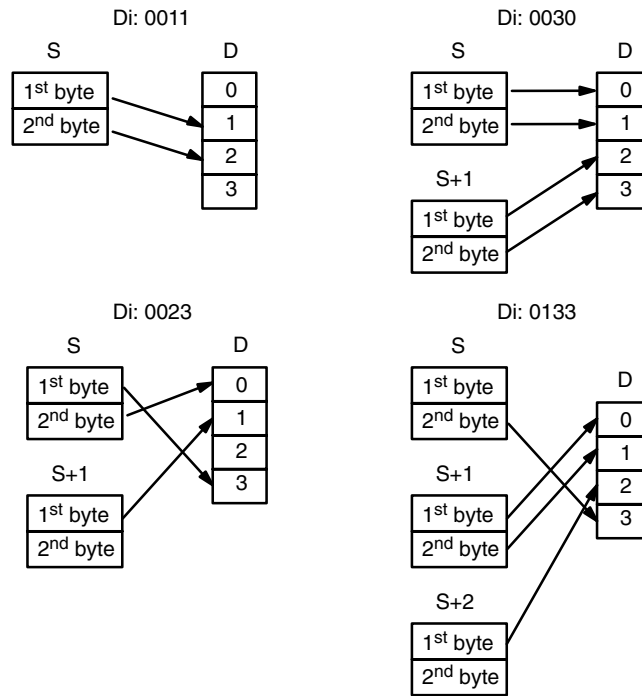 Di: 0011
S
D
1st byte
2nd byte
0
1
2
3
Di: 0030
S
D
1st byte
2nd byte
S+1
1st byte
2nd byte
0
1
2
3
Di: 0023
S
D
1st byte
2nd byte
S+1
1st byte
2nd byte
0
1
2
3
Di: 0133
S
D
1st byte
2nd byte
S+1
1st byte
2nd byte
S+2
1st byte
2nd byte
0
1
2
3